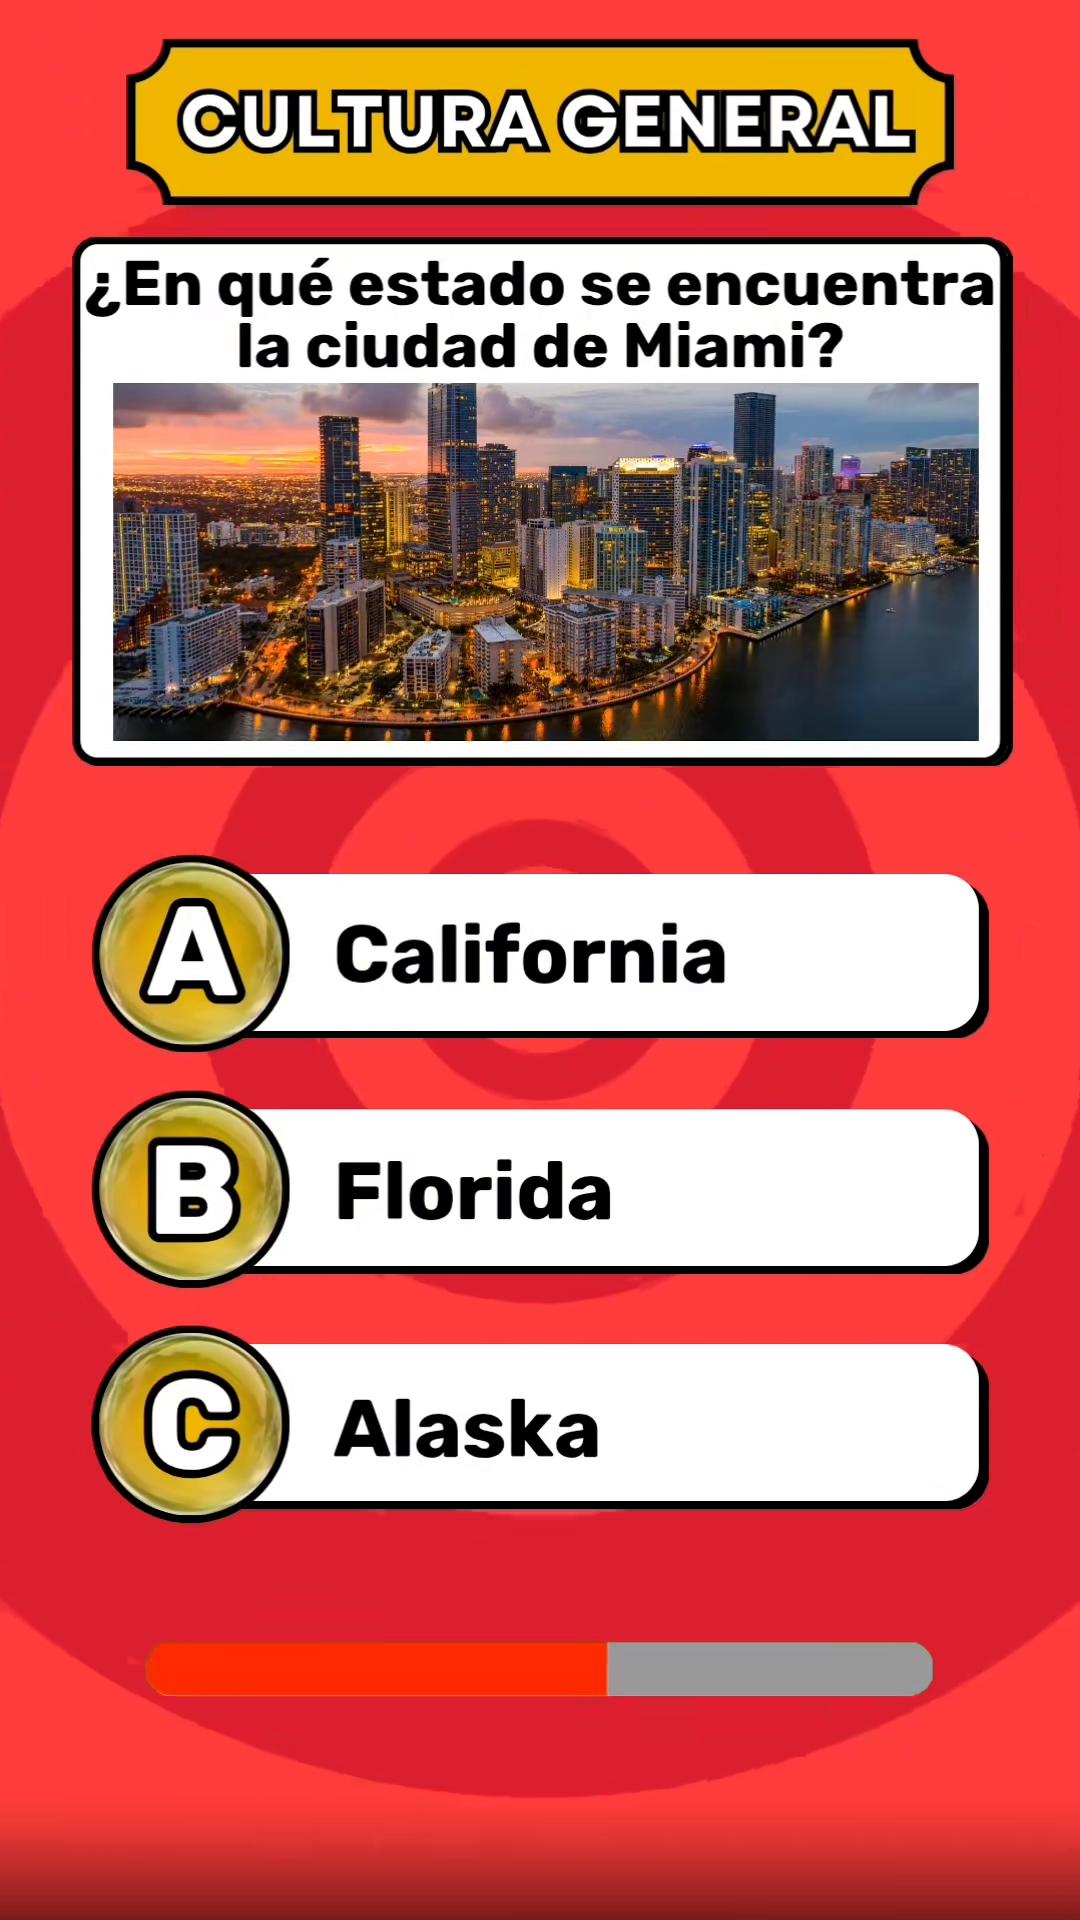 CULTURA GENERAL
¿En qué estado se encuentra
la ciudad de Miami?
A
California
B
Florida
C
Alaska